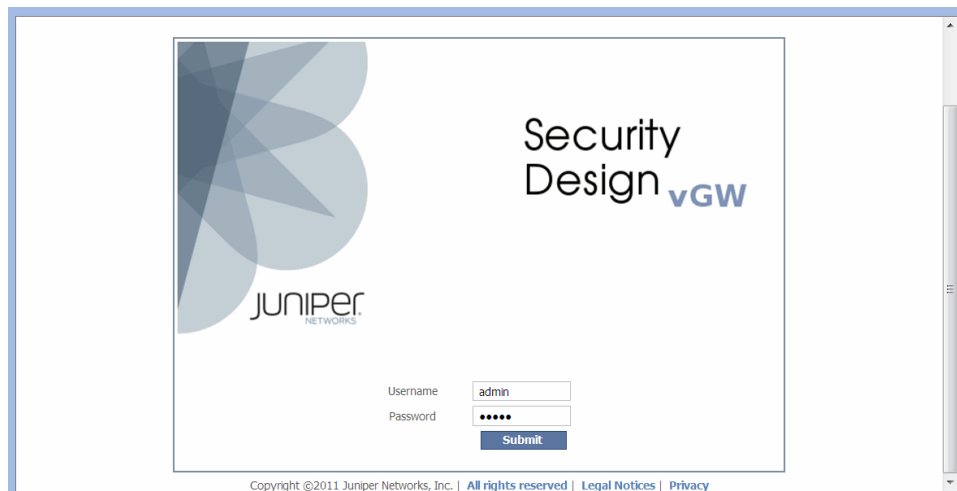 Security
Design vGW
JUNIPER
NETWORKS
Username admin
Password •••••
Submit
Copyright ©2011 Juniper Networks, Inc. | All rights reserved | Legal Notices | Privacy